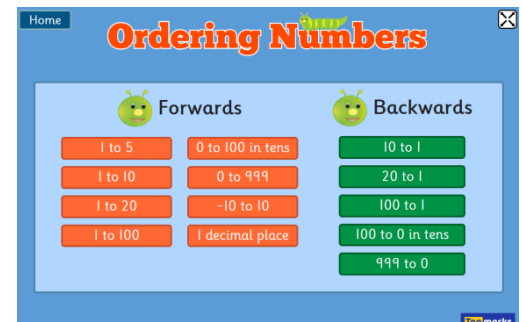 Home
Ordering Numbers
Forwards
1 to 5
1 to 10
1 to 20
1 to 100
0 to 100 in tens
0 to 999
-10 to 10
1 decimal place
Backwards
10 to 1
20 to 1
100 to 1
100 to 0 in tens
999 to 0
Topmarks